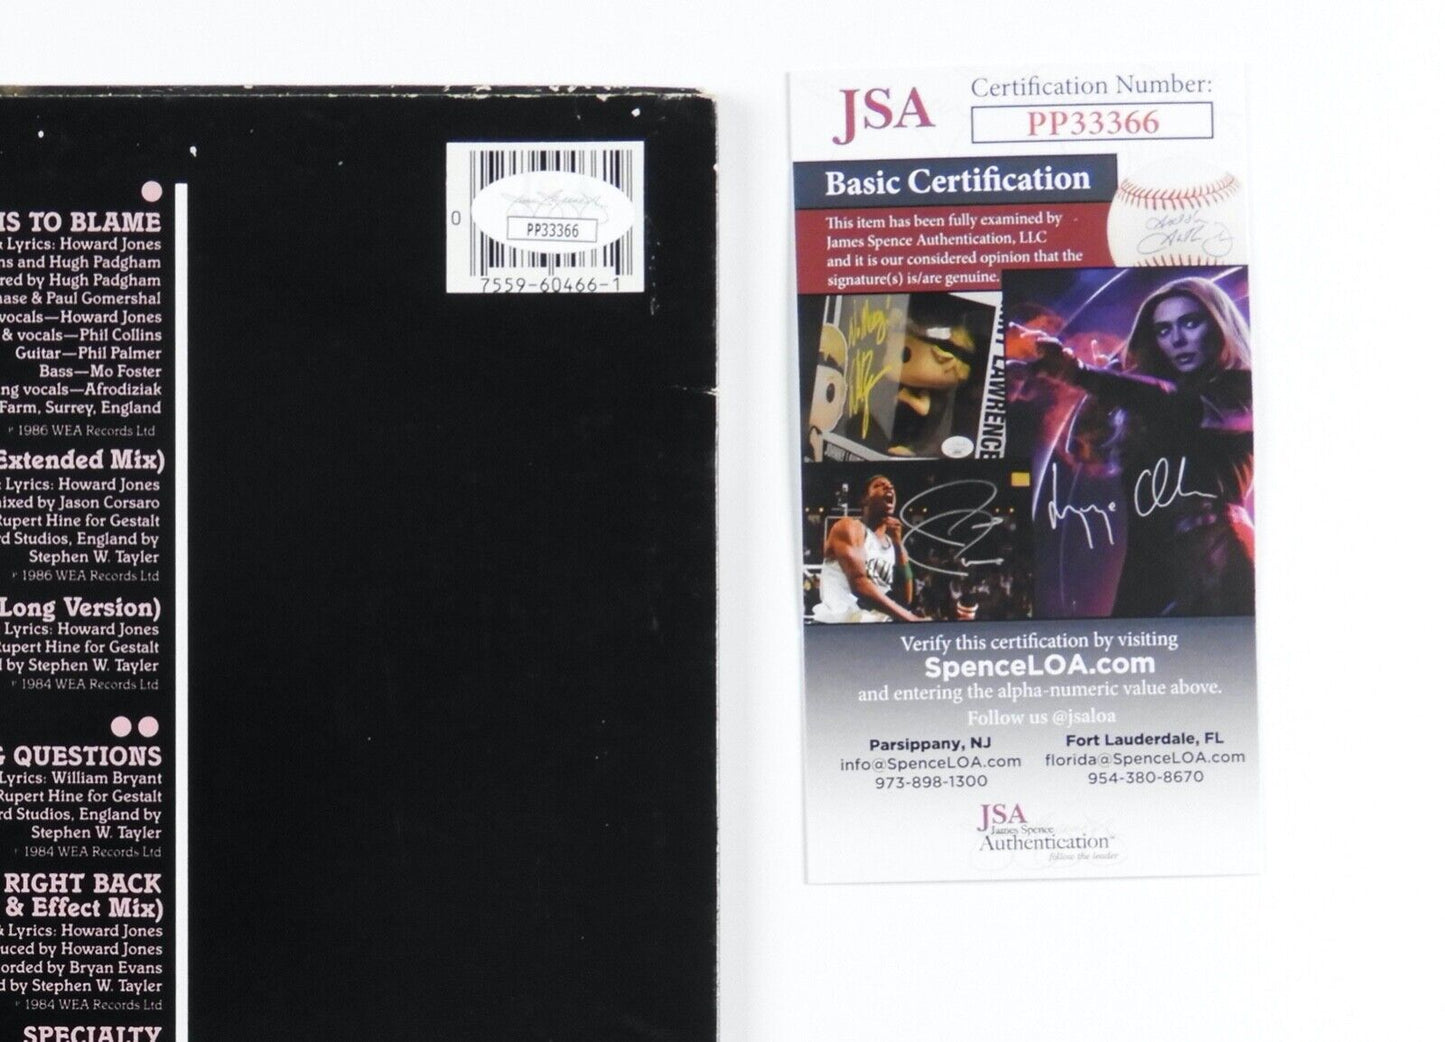 IS TO BLAME
& Lyrics: Howard Jones
ns and Hugh Padgham
red by Hugh Padgham
hase & Paul Gomershal
vocals—Howard Jones
& vocals—Phil Collins
Guitar—Phil Palmer
Bass—Mo Foster
ng vocals—Afrodiziak
Farm, Surrey, England
℗ 1986 WEA Records Ltd
Extended Mix)
: Lyrics: Howard Jones
ixed by Jason Corsaro
Rupert Hine for Gestalt
rd Studios, England by
Stephen W. Tayler
℗ 1986 WEA Records Ltd
Long Version)
Lyrics: Howard Jones
Rupert Hine for Gestalt
d by Stephen W. Tayler
℗ 1984 WEA Records Ltd
G QUESTIONS
Lyrics: William Bryant
Rupert Hine for Gestalt
rd Studios, England by
Stephen W. Tayler
℗ 1984 WEA Records Ltd
RIGHT BACK
& Effect Mix)
& Lyrics: Howard Jones
uced by Howard Jones
orded by Bryan Evans
d by Stephen W. Tayler
℗ 1984 WEA Records Ltd
SPECIALTY
0
PP33366
7559-60466-1
JSA
Certification Number:
PP33366
Basic Certification
This item has been fully examined by
James Spence Authentication, LLC
and it is our considered opinion that the
signature(s) is/are genuine.
LAWRENCE
Verify this certification by visiting
SpenceLOA.com
and entering the alpha-numeric value above.
Follow us @jsaloa
Parsippany, NJ
info@SpenceLOA.com
973-898-1300
Fort Lauderdale, FL
florida@SpenceLOA.com
954-380-8670
JSA
James Spence
Authentication
follow the leader